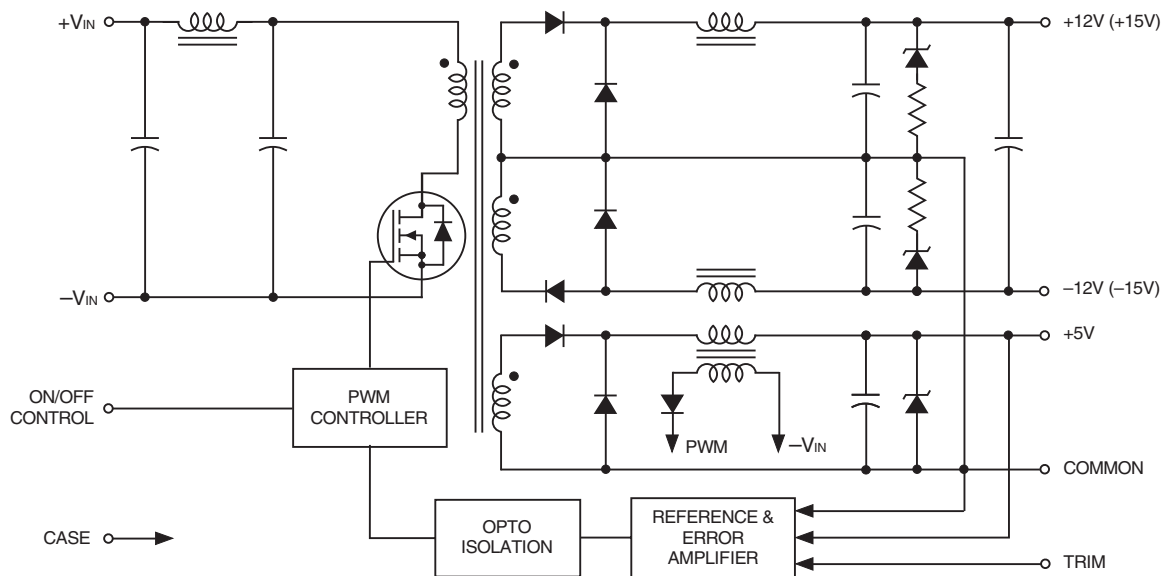 +VIN
+12V (+15V)
–VIN
–12V (–15V)
+5V
ON/OFF
CONTROL
PWM
CONTROLLER
PWM
–VIN
COMMON
CASE
OPTO
ISOLATION
REFERENCE &
ERROR
AMPLIFIER
TRIM